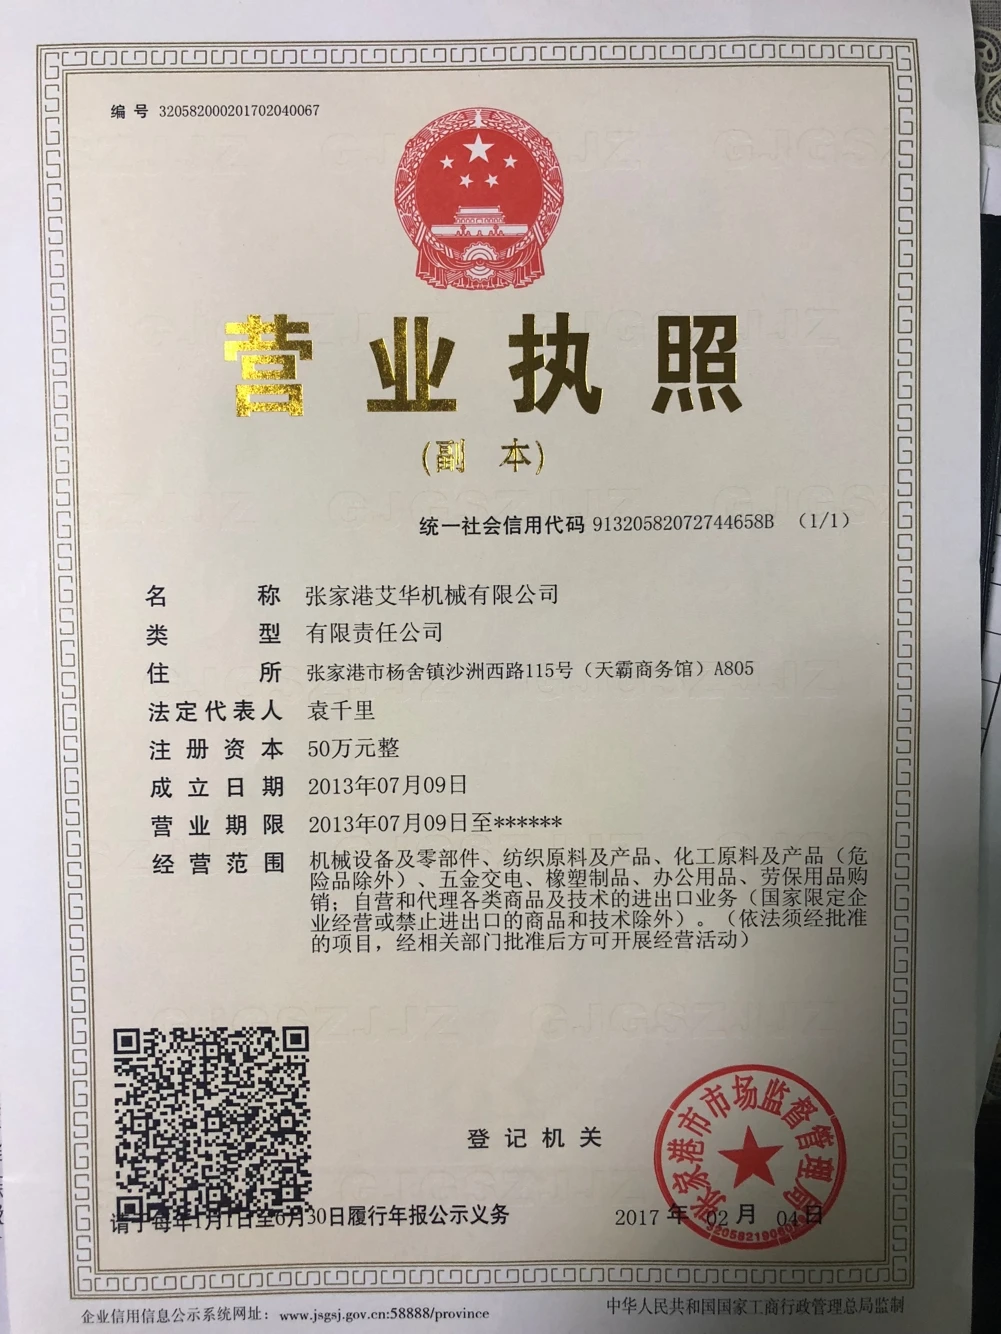 编 号 320582000201702040067
营业执照
(副 本)
统一社会信用代码 91320582072744658B (1/1)
名 称 张家港艾华机械有限公司
类 型 有限责任公司
住 所 张家港市杨舍镇沙洲西路115号(天霸商务馆)A805
法定代表人 袁千里
注册资本 50万元整
成立日期 2013年07月09日
营业期限 2013年07月09日至******
经营范围 机械设备及零部件、纺织原料及产品、化工原料及产品(危
险品除外)、五金交电、橡塑制品、办公用品、劳保用品购
销;自营和代理各类商品及技术的进出口业务(国家限定企
业经营或禁止进出口的商品和技术除外)。(依法须经批准
的项目,经相关部门批准后方可开展经营活动)
张家港市市场监督管理局
登记机关
请于每年1月1日至6月30日履行年报公示义务
2017 年 02 月 04 日
企业信用信息公示系统网址: www.jsgsj.gov.cn:58888/province
中华人民共和国国家工商行政管理总局监制